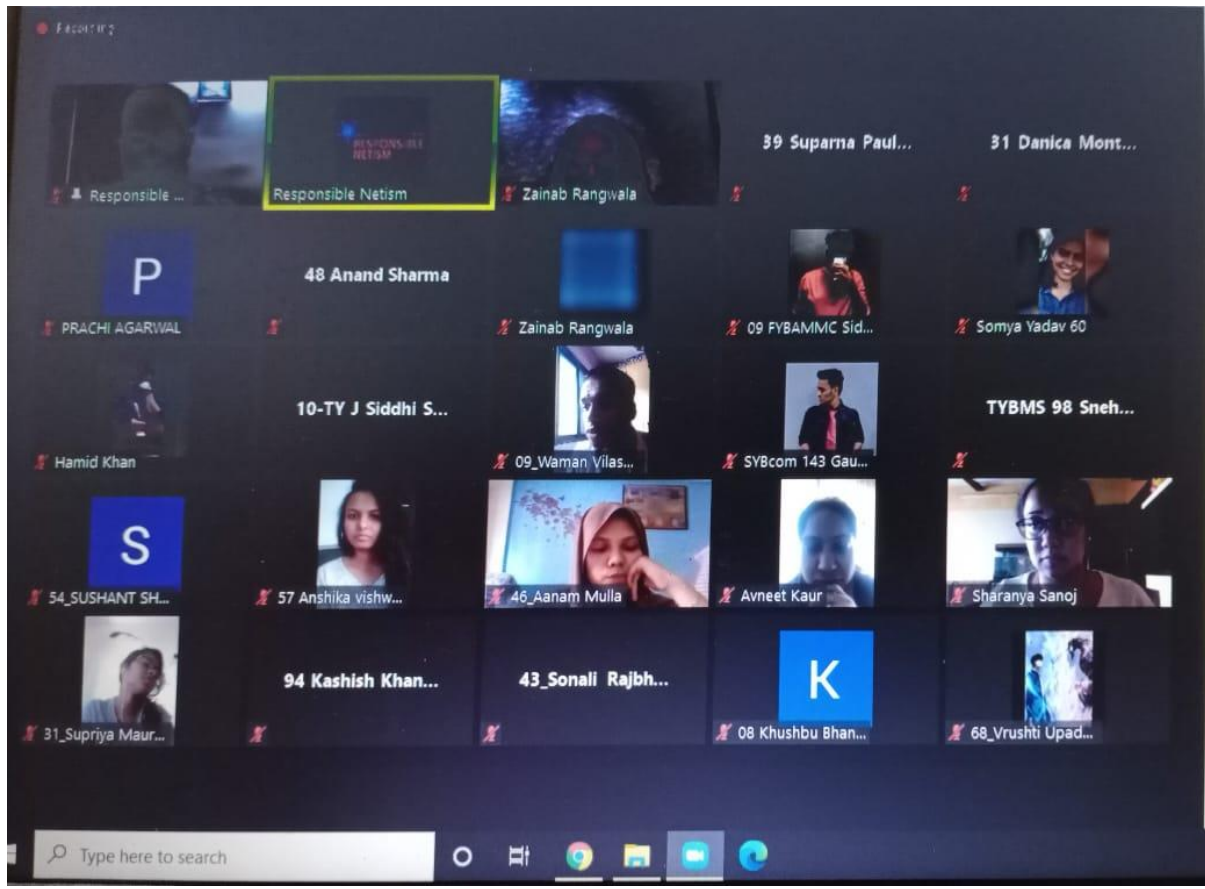 Recording
RESPONSIBLE
NETISM
Responsible ...
Responsible Netism
Zainab Rangwala
39 Suparna Paul...
31 Danica Mont...
P
PRACHI AGARWAL
48 Anand Sharma
Zainab Rangwala
09 FYBAMMC Sid...
Somya Yadav 60
Hamid Khan
10-TY J Siddhi S...
09_Waman Vilas...
SYBcom 143 Gau...
TYBMS 98 Sneh...
S
54_SUSHANT SH...
57 Anshika vishw...
46_Aanam Mulla
Avneet Kaur
Sharanya Sanoj
31_Supriya Maur...
94 Kashish Khan...
43_Sonali Rajbh...
K
08 Khushbu Bhan...
68_Vrushti Upad...
Type here to search